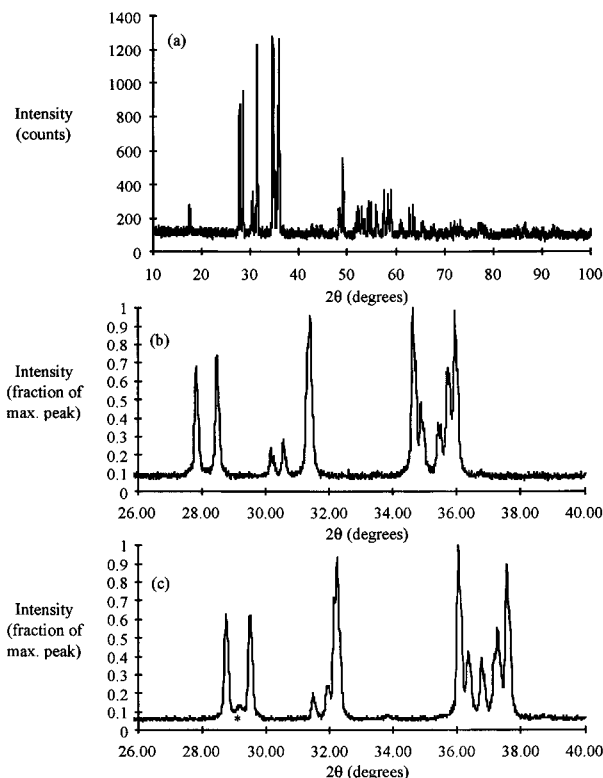 1400
(a)
1200
1000
Intensity
(counts)
800
600
400
200
0
10 20 30 40 50 60 70 80 90 100
2θ (degrees)
1
(b)
0.9
0.8
Intensity
(fraction of
max. peak)
0.7
0.6
0.5
0.4
0.3
0.2
0.1
0
26.00 28.00 30.00 32.00 34.00 36.00 38.00 40.00
2θ (degrees)
1
(c)
0.9
0.8
Intensity
(fraction of
max. peak)
0.7
0.6
0.5
0.4
0.3
0.2
0.1
*
0
26.00 28.00 30.00 32.00 34.00 36.00 38.00 40.00
2θ (degrees)